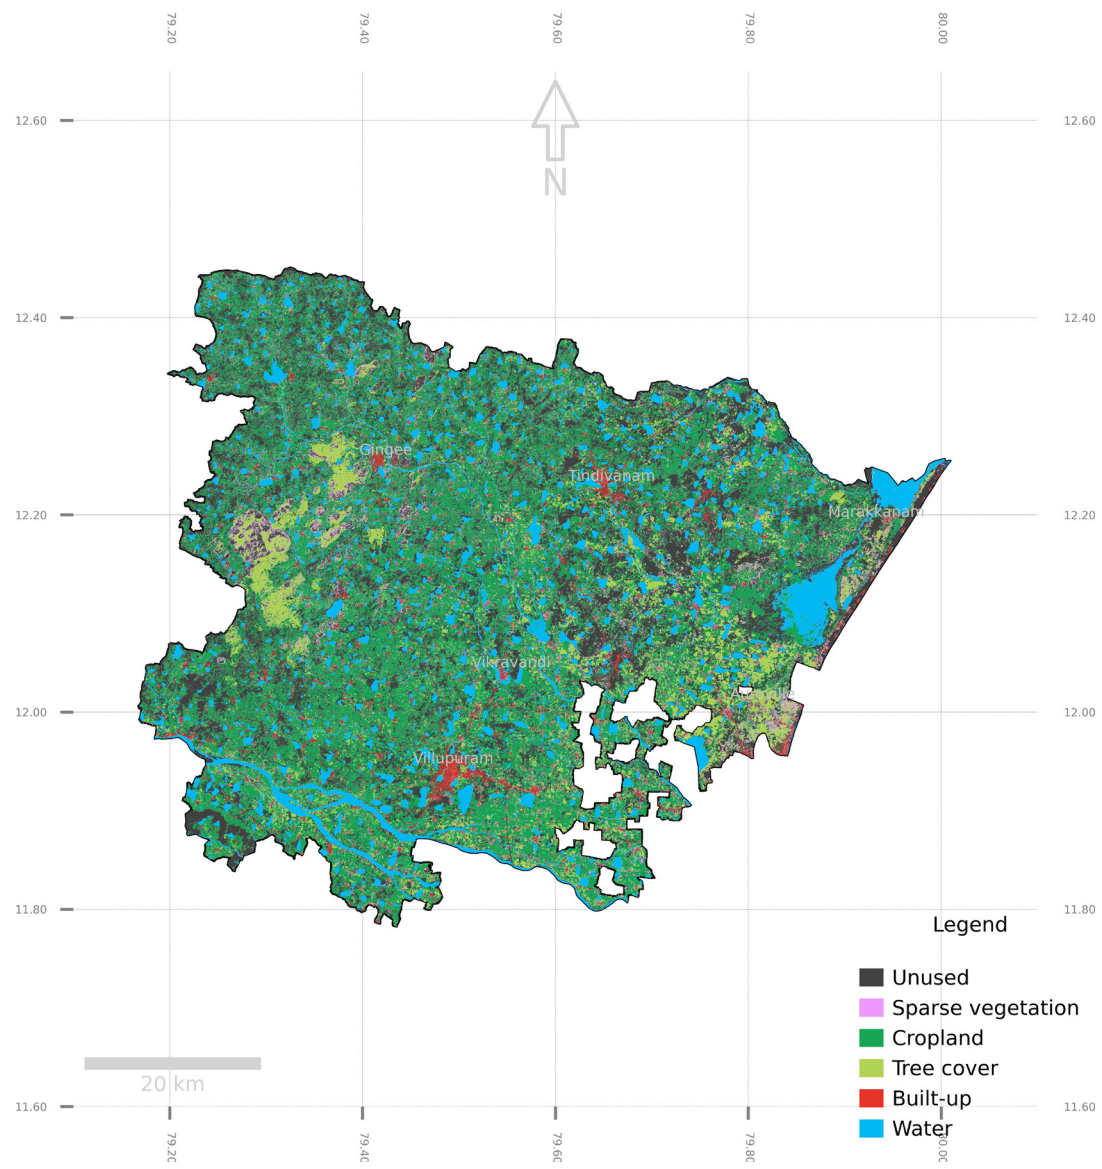 79.20 79.40 79.60 79.80 80.00
12.60 12.60
N
12.40 12.40
Gingee
Tindivanam
12.20 Marakkanam 12.20
Vikravandi
12.00 12.00
Villupuram
11.80 11.80
Legend
Unused
Sparse vegetation
Cropland
Tree cover
Built-up
Water
20 km
11.60 11.60
79.20 79.40 79.60 79.80 80.00